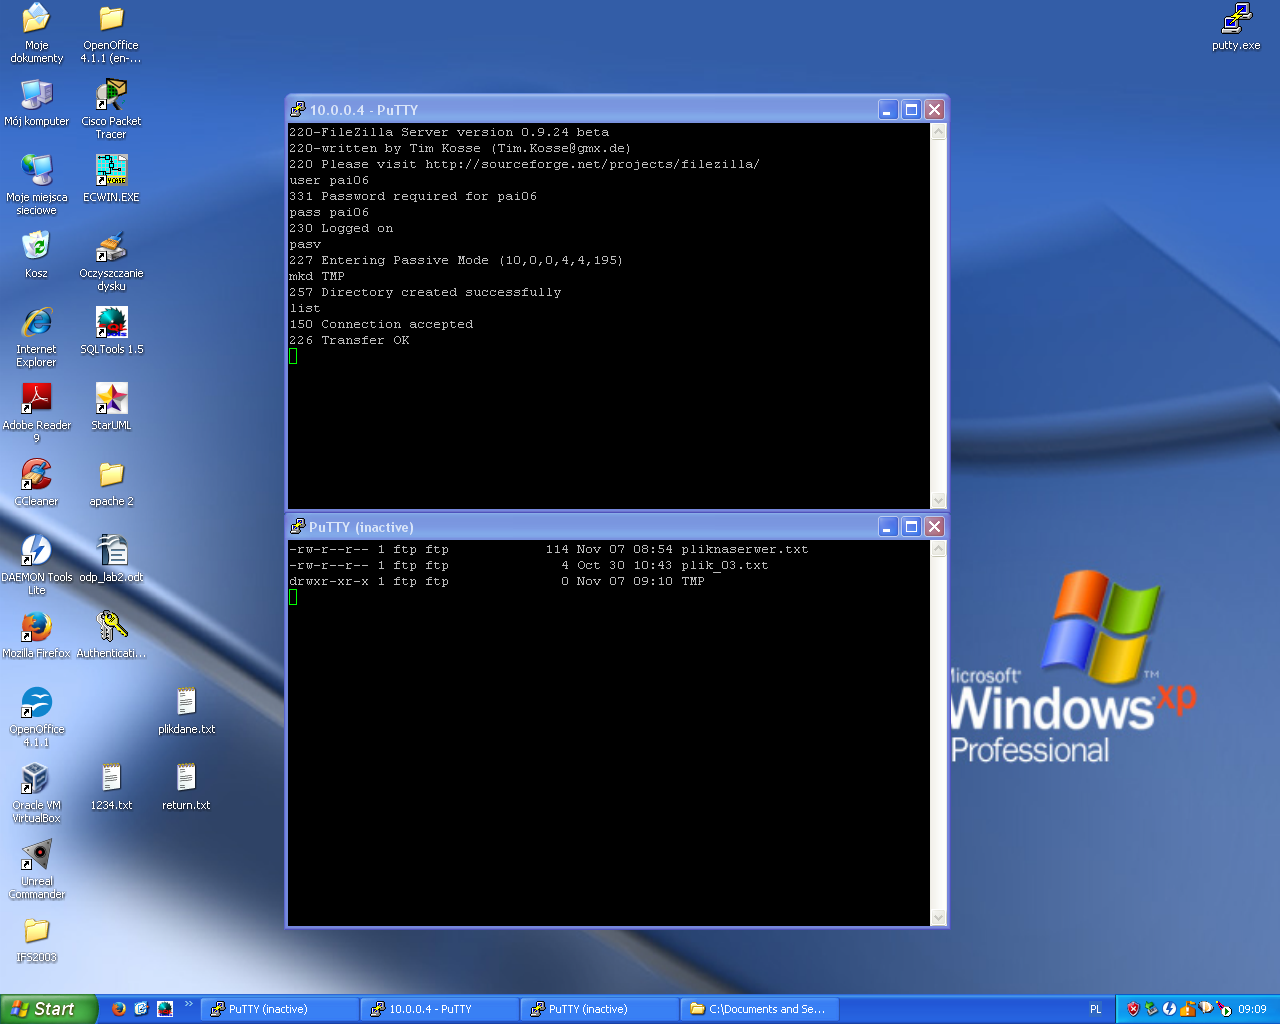 Moje dokumenty
OpenOffice 4.1.1 (en-...
putty.exe
Mój komputer
Cisco Packet Tracer
Moje miejsca sieciowe
ECWIN.EXE
Kosz
Oczyszczanie dysku
Internet Explorer
SQLTools 1.5
Adobe Reader 9
StarUML
CCleaner
apache 2
DAEMON Tools Lite
odp_lab2.odt
Mozilla Firefox
Authenticati...
OpenOffice 4.1.1
plikdane.txt
Oracle VM VirtualBox
1234.txt
return.txt
Unreal Commander
IFS2003
10.0.0.4 - PuTTY
220-FileZilla Server version 0.9.24 beta
220-written by Tim Kosse (Tim.Kosse@gmx.de)
220 Please visit http://sourceforge.net/projects/filezilla/
user pai06
331 Password required for pai06
pass pai06
230 Logged on
pasv
227 Entering Passive Mode (10,0,0,4,4,195)
mkd TMP
257 Directory created successfully
list
150 Connection accepted
226 Transfer OK
PuTTY (inactive)
-rw-r--r-- 1 ftp ftp            114 Nov 07 08:54 pliknaserwer.txt
-rw-r--r-- 1 ftp ftp              4 Oct 30 10:43 plik_03.txt
drwxr-xr-x 1 ftp ftp              0 Nov 07 09:10 TMP
Microsoft
Windows xp
Professional
TM
Start
PuTTY (inactive)
10.0.0.4 - PuTTY
PuTTY (inactive)
C:\Documents and Se...
PL
09:09